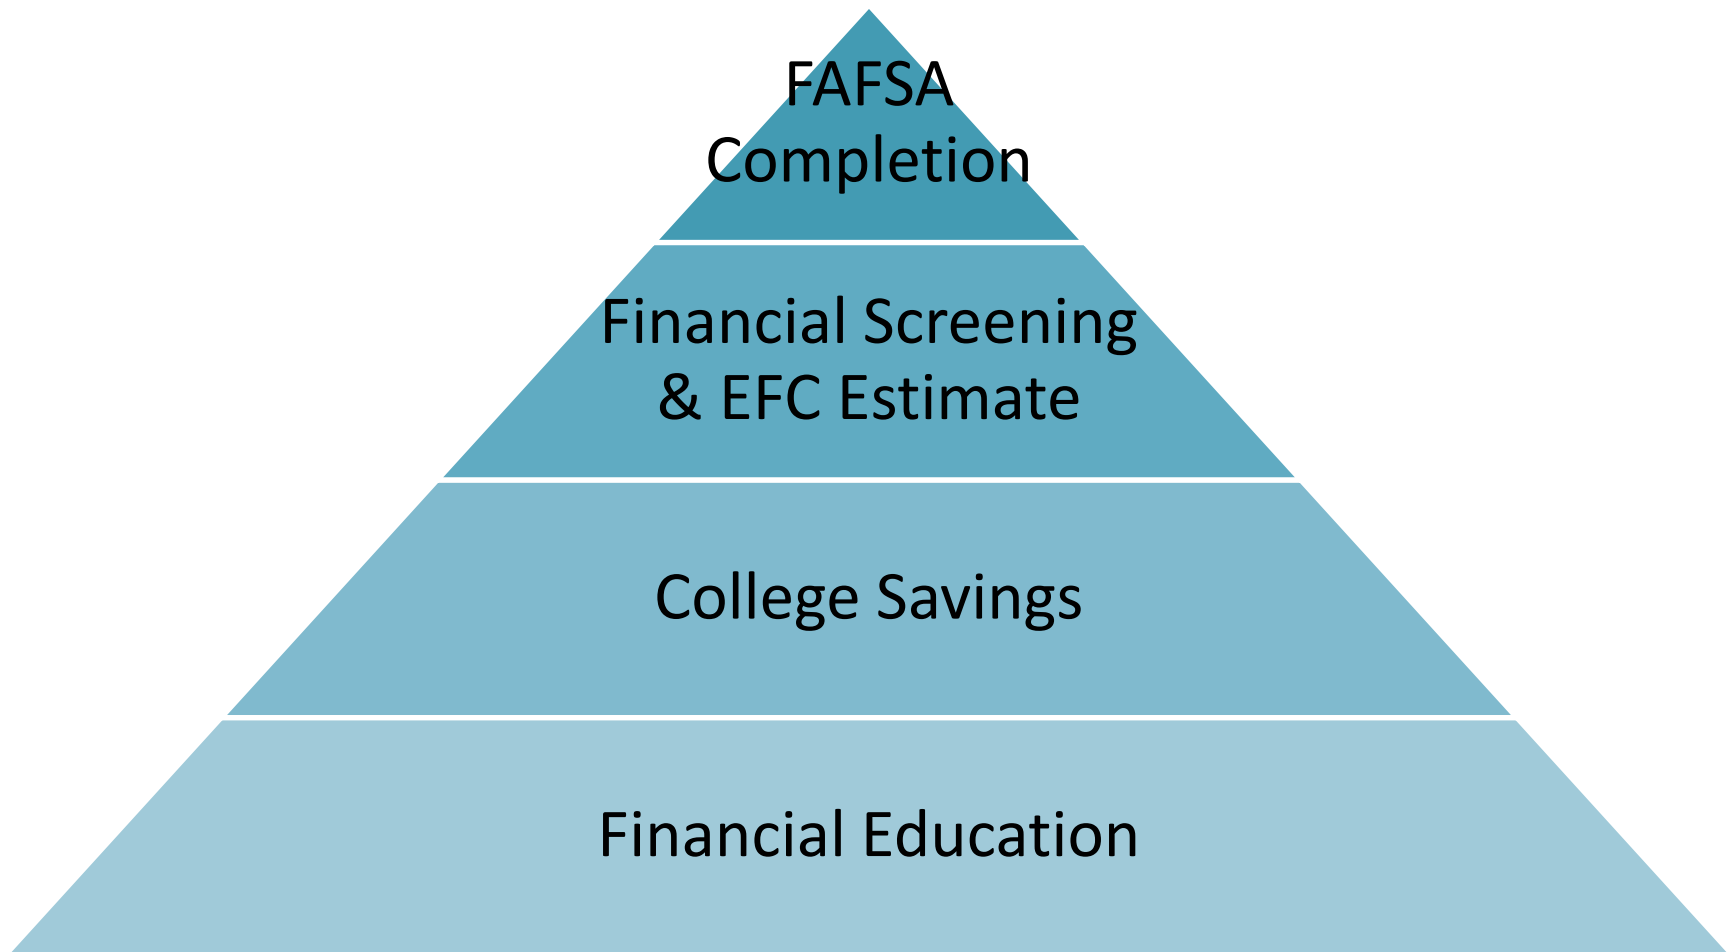 FAFSA
Completion
Financial Screening
& EFC Estimate
College Savings
Financial Education